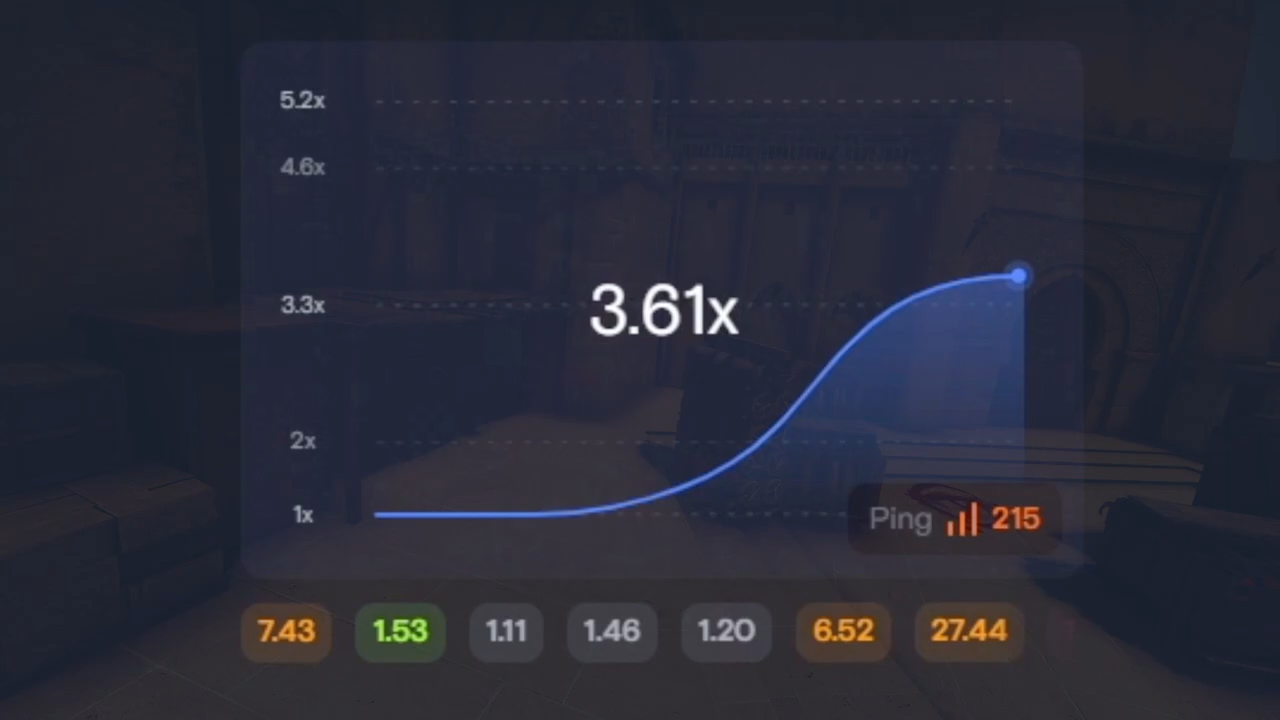 5.2x
4.6x
3.3x
3.61x
2x
1x
Ping 215
7.43 1.53 1.11 1.46 1.20 6.52 27.44